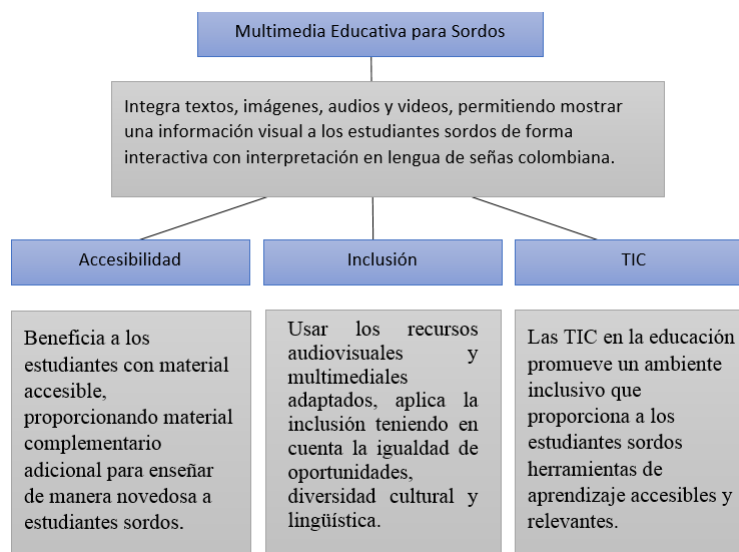 Multimedia Educativa para Sordos
Integra textos, imágenes, audios y videos, permitiendo mostrar
una información visual a los estudiantes sordos de forma
interactiva con interpretación en lengua de señas colombiana.
Accesibilidad
Inclusión
TIC
Beneficia a los
estudiantes con material
accesible,
proporcionando material
complementario
adicional para enseñar
de manera novedosa a
estudiantes sordos.
Usar los recursos
audiovisuales y
multimediales
adaptados, aplica la
inclusión teniendo en
cuenta la igualdad de
oportunidades,
diversidad cultural y
lingüística.
Las TIC en la educación
promueve un ambiente
inclusivo que
proporciona a los
estudiantes sordos
herramientas de
aprendizaje accesibles y
relevantes.